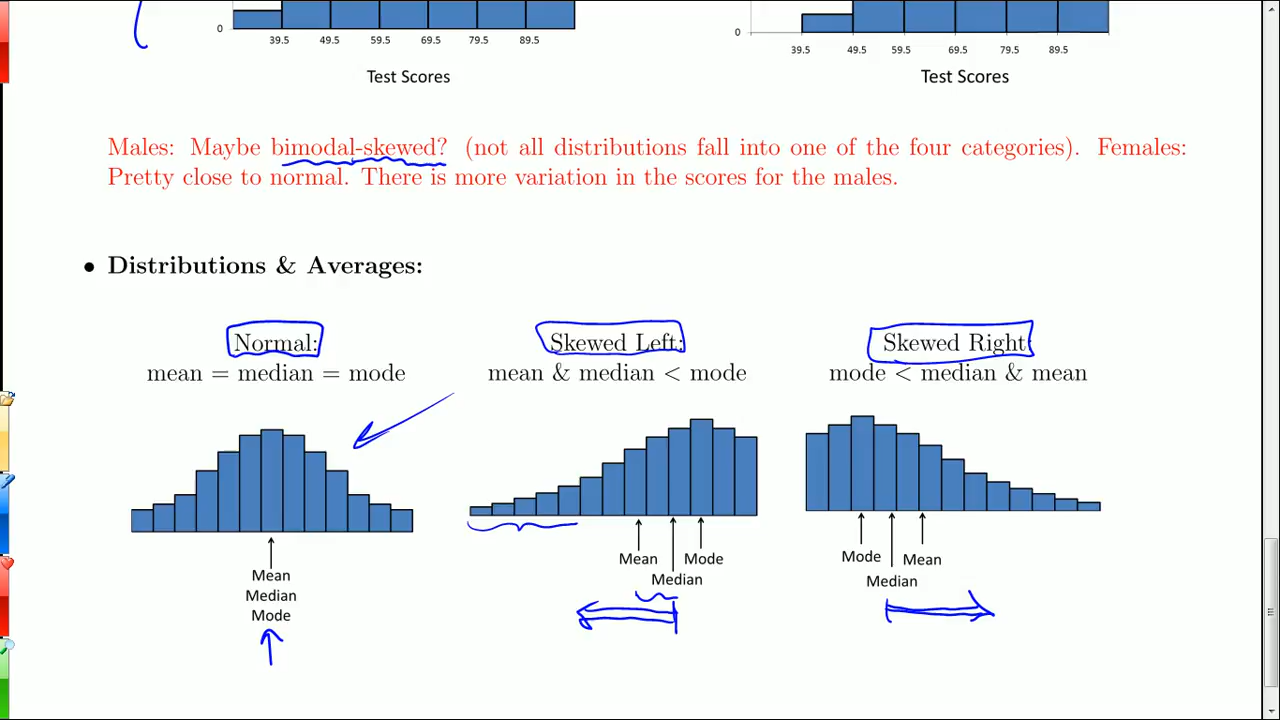 0
39.5 49.5 59.5 69.5 79.5 89.5
Test Scores
0
39.5 49.5 59.5 69.5 79.5 89.5
Test Scores
Males: Maybe bimodal-skewed? (not all distributions fall into one of the four categories). Females:
Pretty close to normal. There is more variation in the scores for the males.
• Distributions & Averages:
Normal:
mean = median = mode
Mean
Median
Mode
Skewed Left:
mean & median < mode
Mean Mode
Median
Skewed Right:
mode < median & mean
Mode Mean
Median